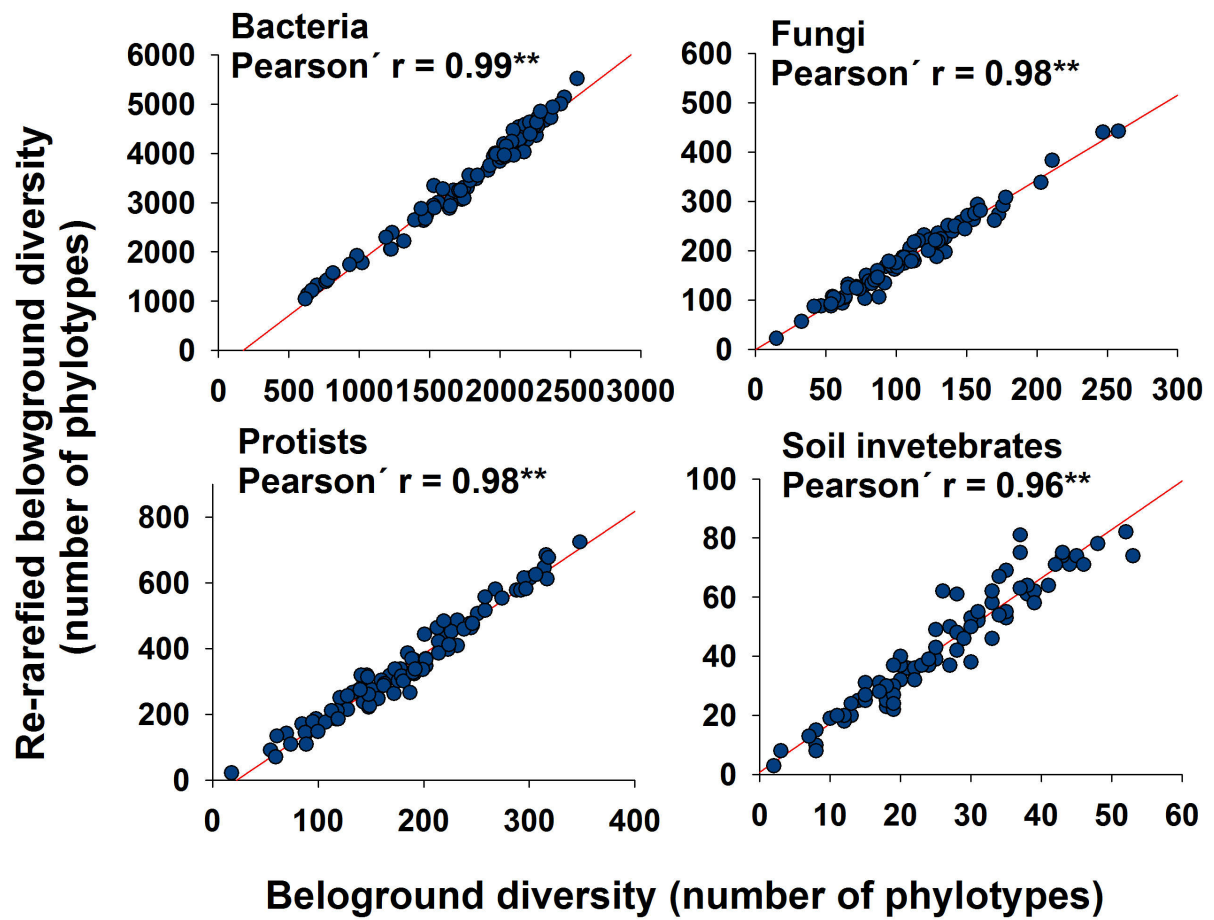 Bacteria
Pearson´ r = 0.99**
6000
5000
4000
3000
2000
1000
0
0 500 1000 1500 2000 2500 3000
Fungi
Pearson´ r = 0.98**
600
500
400
300
200
100
0
0 50 100 150 200 250 300
Re-rarefied belowground diversity
(number of phylotypes)
Protists
Pearson´ r = 0.98**
800
600
400
200
0
0 100 200 300 400
Soil invetebrates
Pearson´ r = 0.96**
100
80
60
40
20
0
0 10 20 30 40 50 60
Beloground diversity (number of phylotypes)